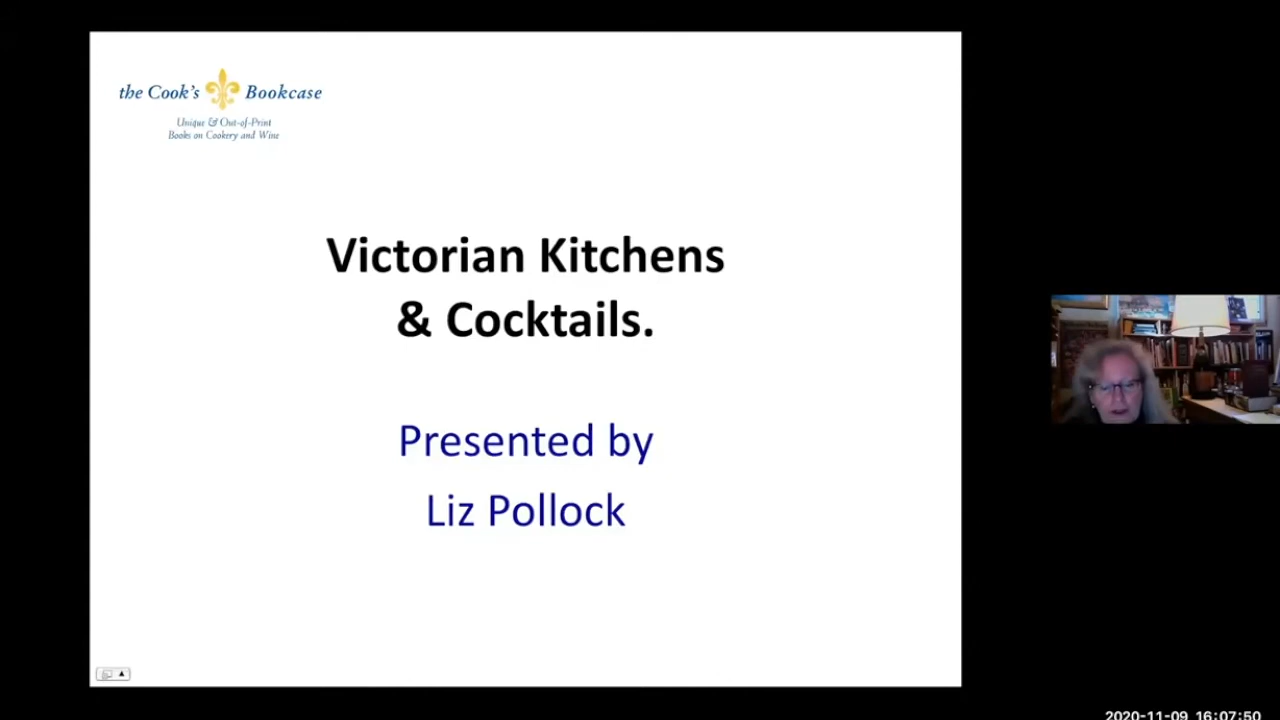 the Cook's Bookcase
Unique & Out-of-Print
Books on Cookery and Wine
Victorian Kitchens
& Cocktails.
Presented by
Liz Pollock
2020-11-09 16:07:50